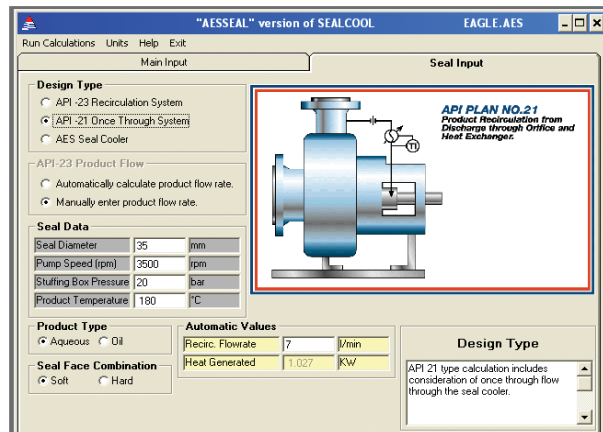 "AESSEAL" version of SEALCOOL EAGLE.AES
Run Calculations Units Help Exit
Main Input Seal Input
Design Type
API -23 Recirculation System
API -21 Once Through System
AES Seal Cooler
API-23 Product Flow
Automatically calculate product flow rate.
Manually enter product flow rate.
Seal Data
Seal Diameter 35 mm
Pump Speed (rpm) 3500 rpm
Stuffing Box Pressure 20 bar
Product Temperature 180 °C
API PLAN NO.21
Product Recirculation from
Discharge through Orifice and
Heat Exchanger.
TI
Product Type
Aqueous Oil
Seal Face Combination
Soft Hard
Automatic Values
Recirc. Flowrate 7 l/min
Heat Generated 1.027 KW
Design Type
API 21 type calculation includes
consideration of once through flow
through the seal cooler.